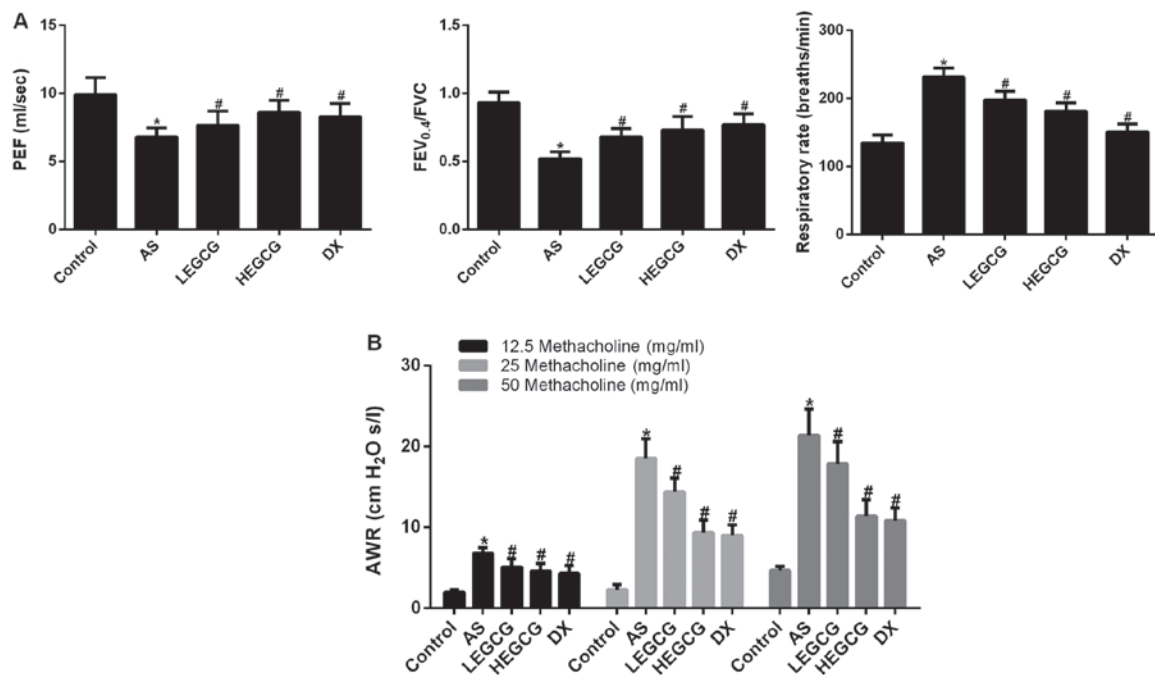 A
PEF (ml/sec)
15
10
5
0
*
#
#
#
Control
AS
LEGCG
HEGCG
DX
FEV0.4/FVC
1.5
1.0
0.5
0.0
*
#
#
#
Control
AS
LEGCG
HEGCG
DX
Respiratory rate (breaths/min)
300
200
100
0
*
#
#
#
Control
AS
LEGCG
HEGCG
DX
B
12.5 Methacholine (mg/ml)
25 Methacholine (mg/ml)
50 Methacholine (mg/ml)
AWR (cm H2O s/l)
30
20
10
0
*
#
#
#
*
#
#
#
*
#
#
#
Control
AS
LEGCG
HEGCG
DX
Control
AS
LEGCG
HEGCG
DX
Control
AS
LEGCG
HEGCG
DX